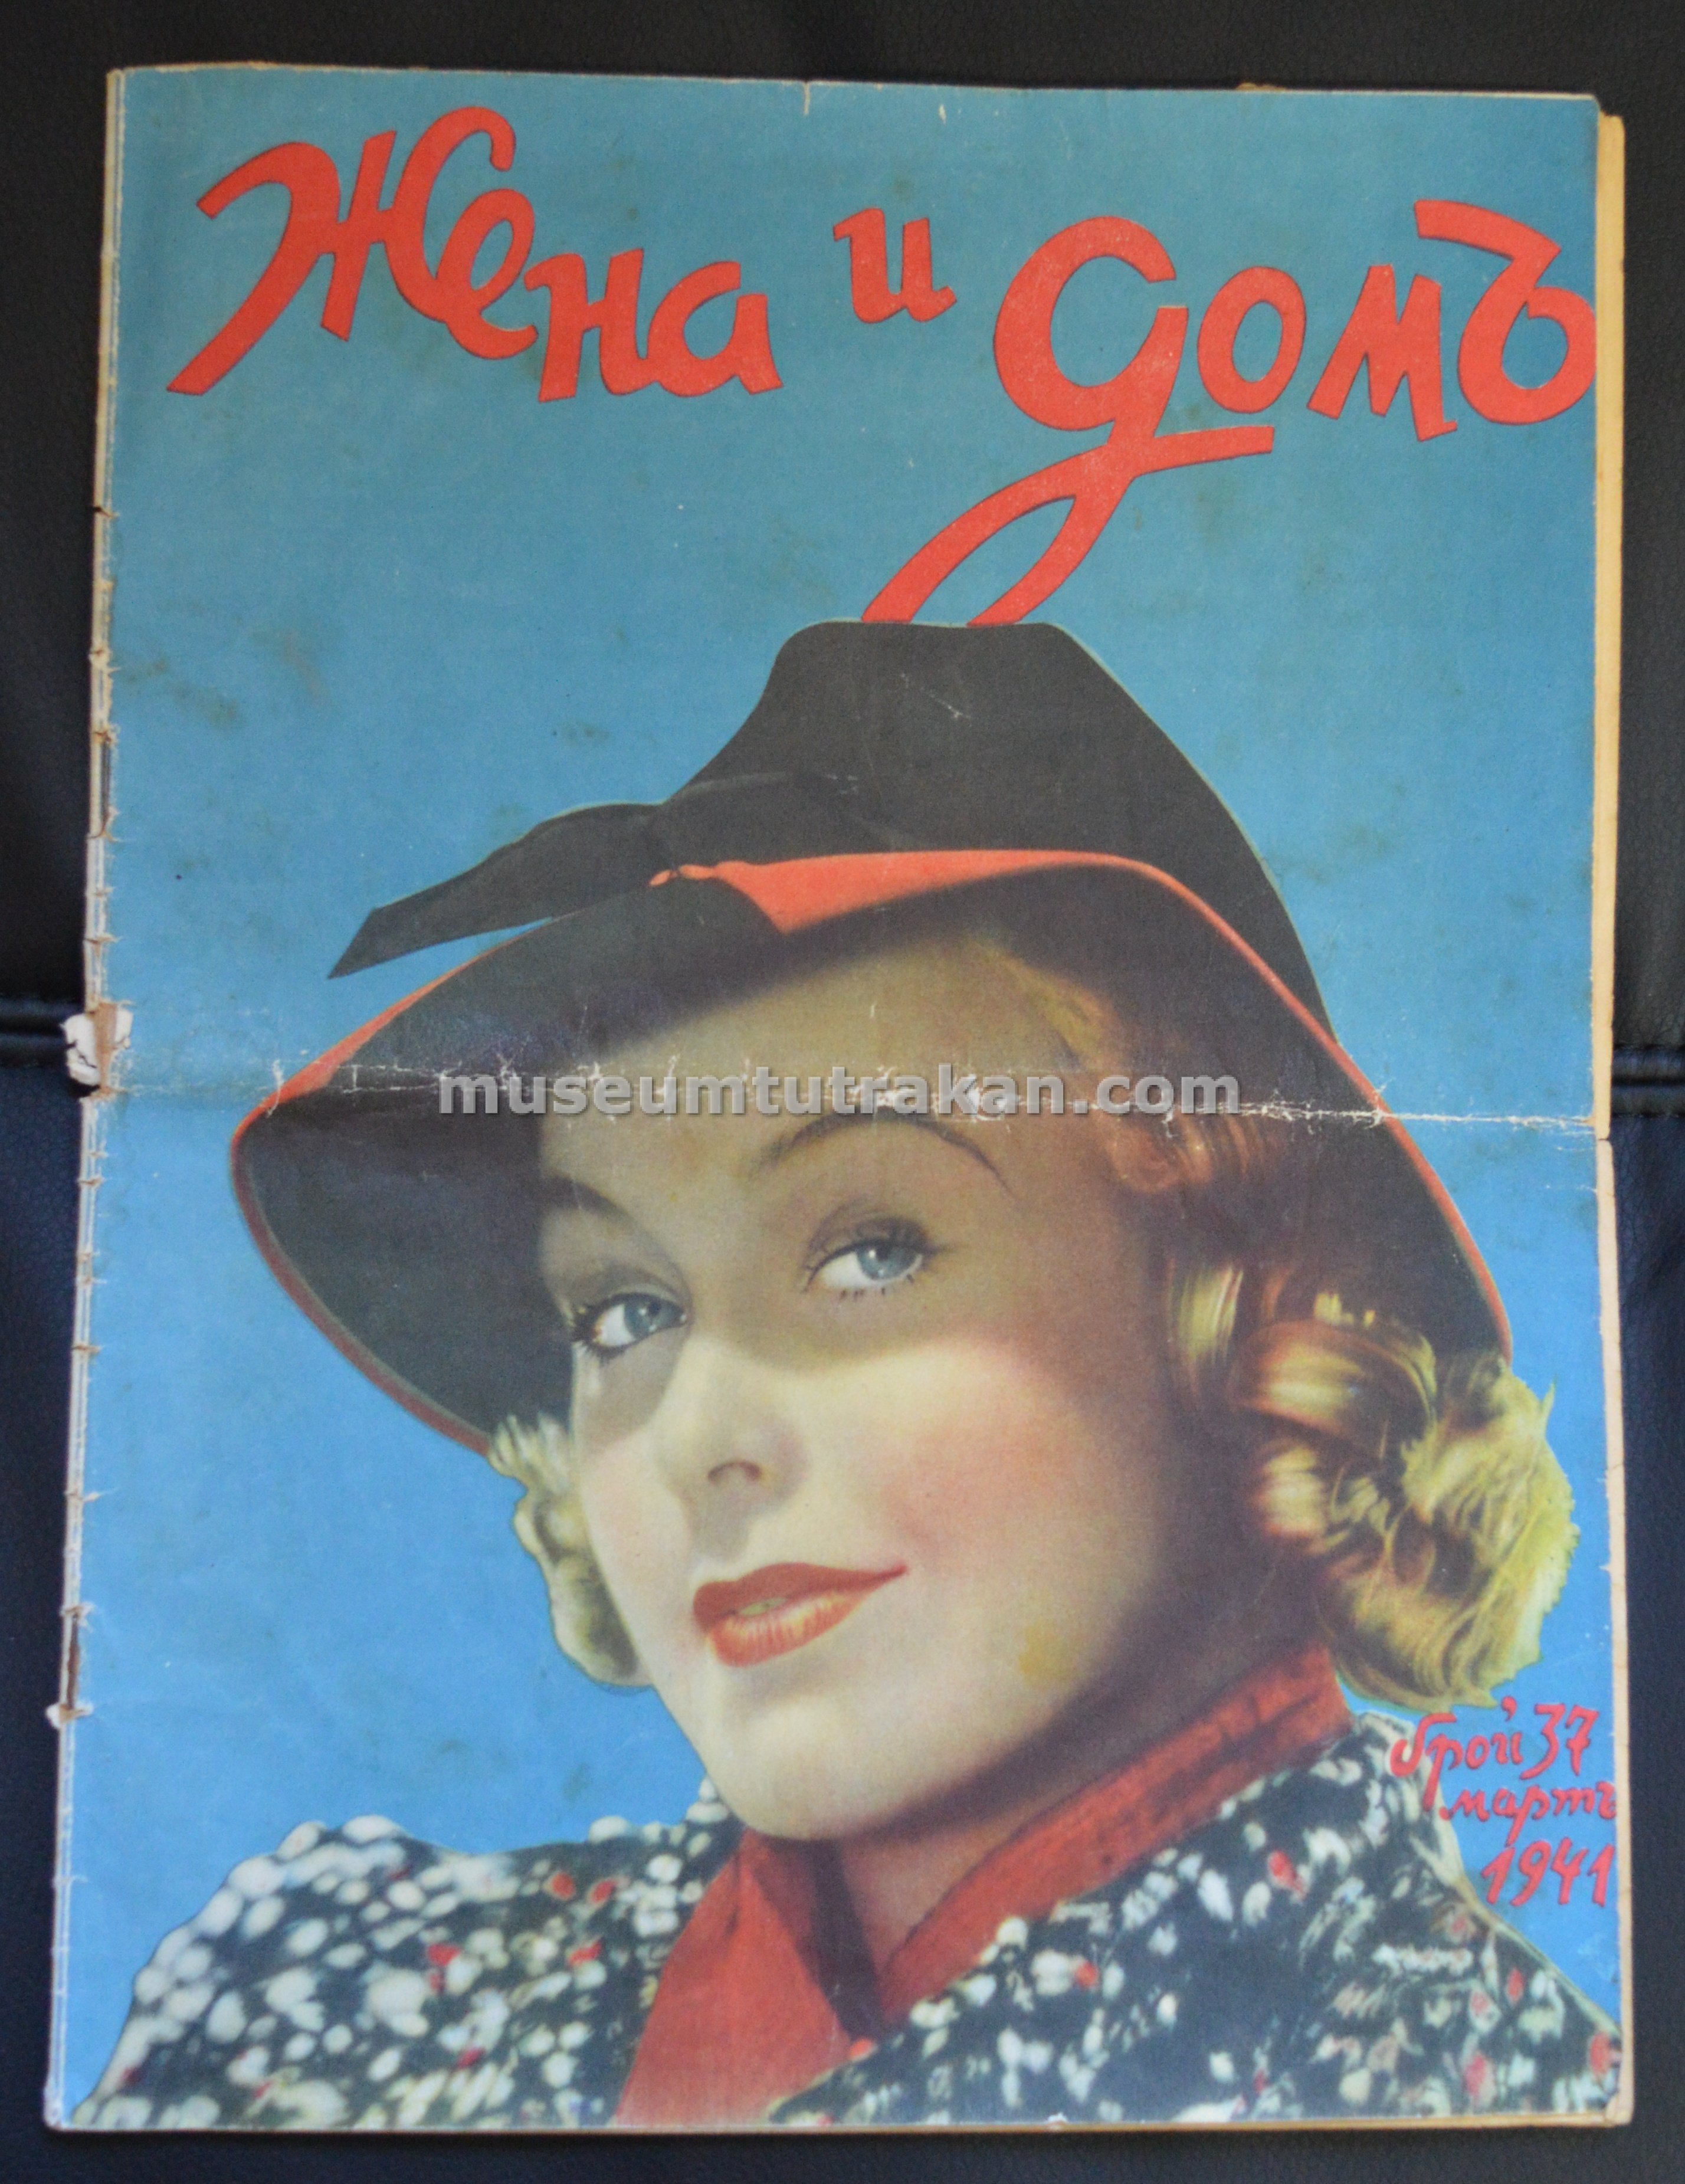 Жена и домъ
museumtutrakan.com
брой 37
мартъ
1941